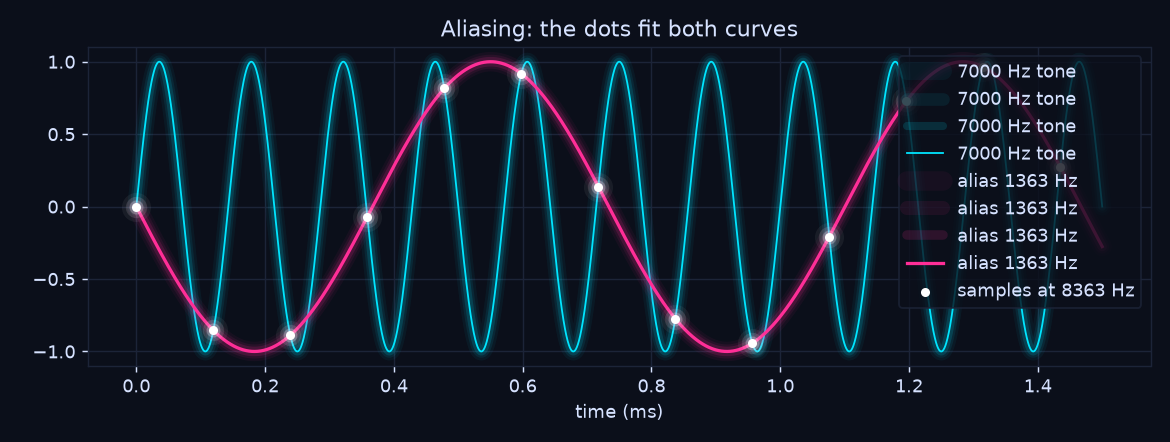 Aliasing: the dots fit both curves
1.0
0.5
0.0
−0.5
−1.0
7000 Hz tone
7000 Hz tone
7000 Hz tone
7000 Hz tone
alias 1363 Hz
alias 1363 Hz
alias 1363 Hz
alias 1363 Hz
samples at 8363 Hz
0.0 0.2 0.4 0.6 0.8 1.0 1.2 1.4
time (ms)